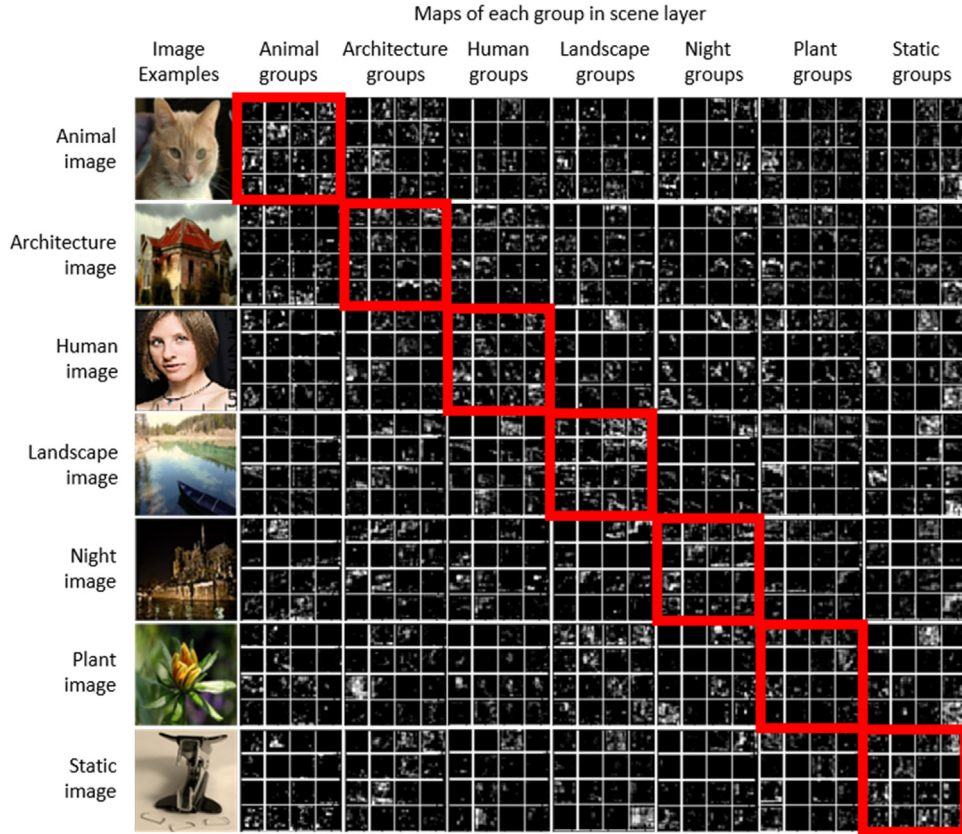 Maps of each group in scene layer
Image Animal Architecture Human Landscape Night Plant Static
Examples groups groups groups groups groups groups groups
Animal
image
Architecture
image
Human
image
5
Landscape
image
Night
image
Plant
image
Static
image